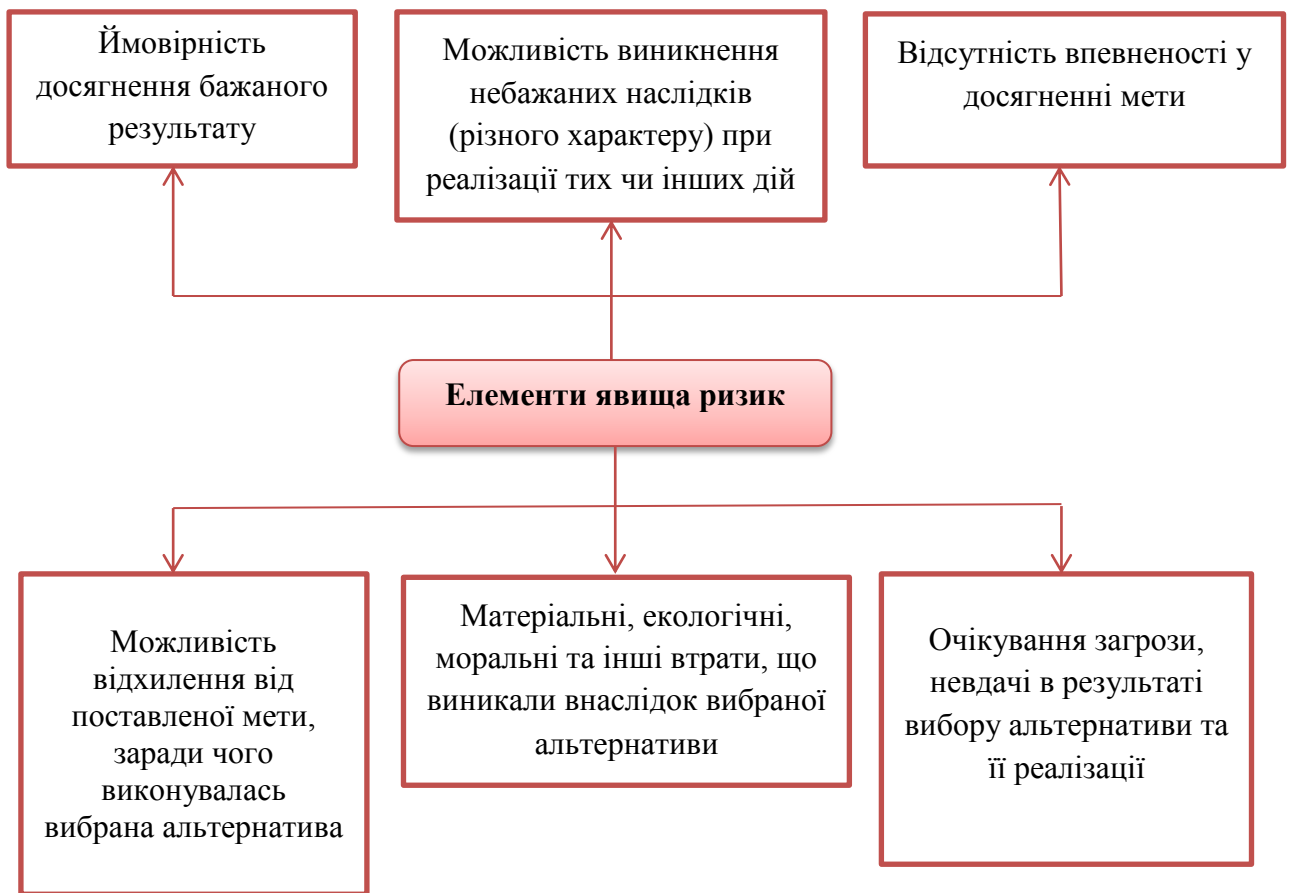 Ймовірність
досягнення бажаного
результату
Можливість виникнення
небажаних наслідків
(різного характеру) при
реалізації тих чи інших дій
Відсутність впевненості у
досягненні мети
Елементи явища ризик
Можливість
відхилення від
поставленої мети,
заради чого
виконувалась
вибрана альтернатива
Матеріальні, екологічні,
моральні та інші втрати, що
виникали внаслідок вибраної
альтернативи
Очікування загрози,
невдачі в результаті
вибору альтернативи та
її реалізації